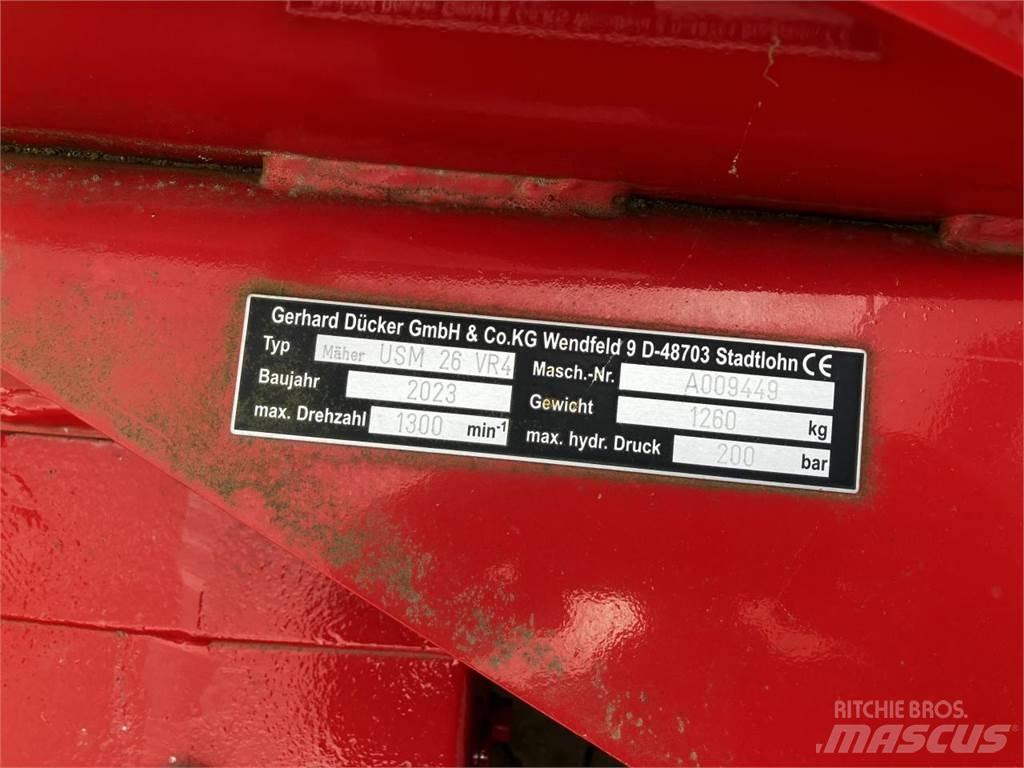 Gerhard Dücker GmbH & Co.KG Wendfeld 9 D-48703 Stadtlohn CE
Typ Mäher USM 26 VR4 Masch.-Nr. A009449
Baujahr 2023 Gewicht 1260 kg
max. Drehzahl 1300 min⁻¹ max. hydr. Druck 200 bar
RITCHIE BROS.
MASCUS